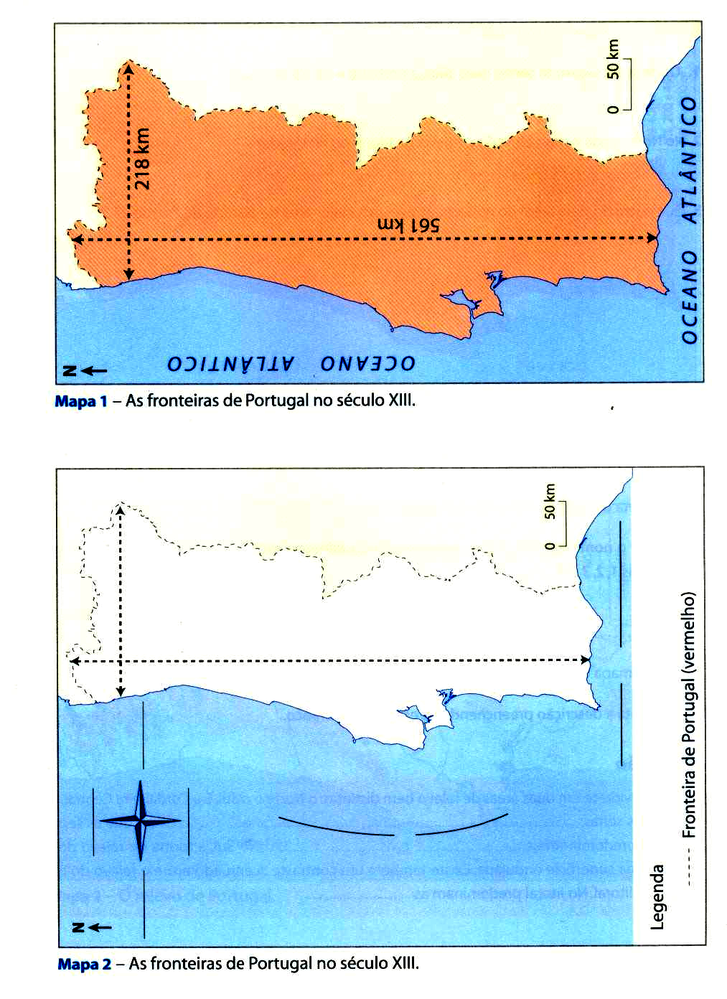 50 km
0
218 km
561 km
OCEANO ATLÂNTICO
OCEANO ATLÂNTICO
N
Mapa 1 – As fronteiras de Portugal no século XIII.
50 km
0
N
Legenda
Fronteira de Portugal (vermelho)
Mapa 2 – As fronteiras de Portugal no século XIII.